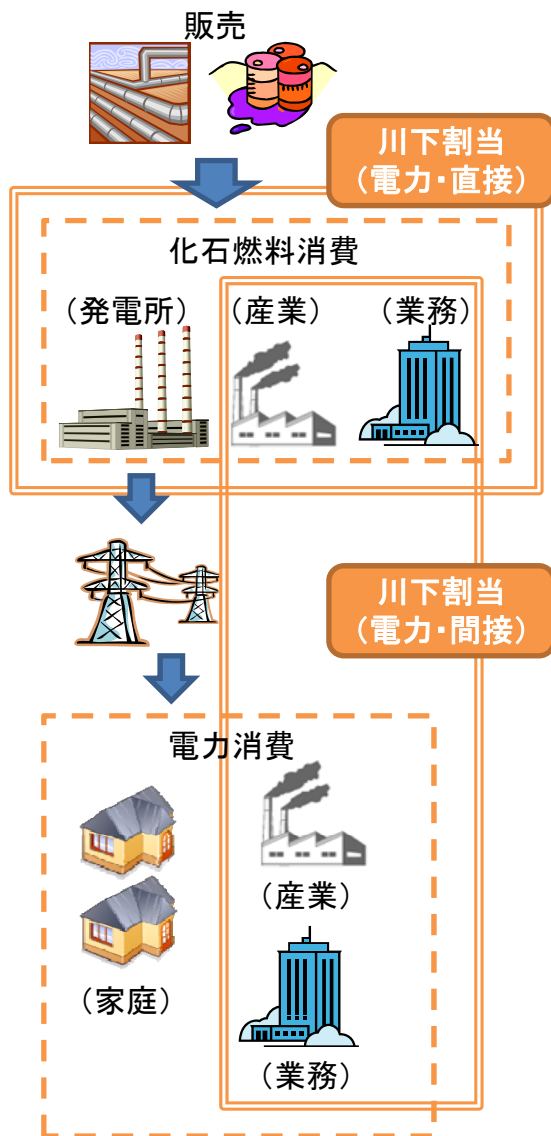 販売
川下割当
（電力・直接）
化石燃料消費
（発電所）
（産業）
（業務）
川下割当
（電力・間接）
電力消費
（産業）
（家庭）
（業務）